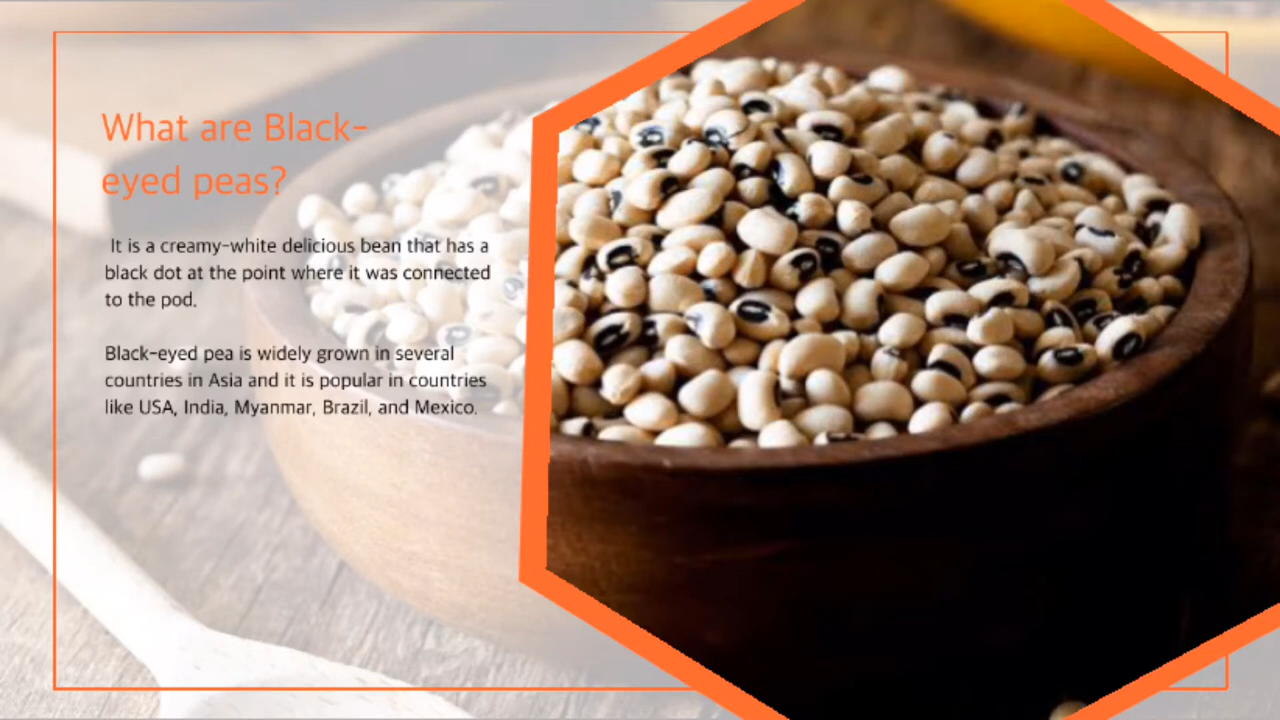 What are Black-
eyed peas?
It is a creamy-white delicious bean that has a
black dot at the point where it was connected
to the pod.
Black-eyed pea is widely grown in several
countries in Asia and it is popular in countries
like USA, India, Myanmar, Brazil, and Mexico.